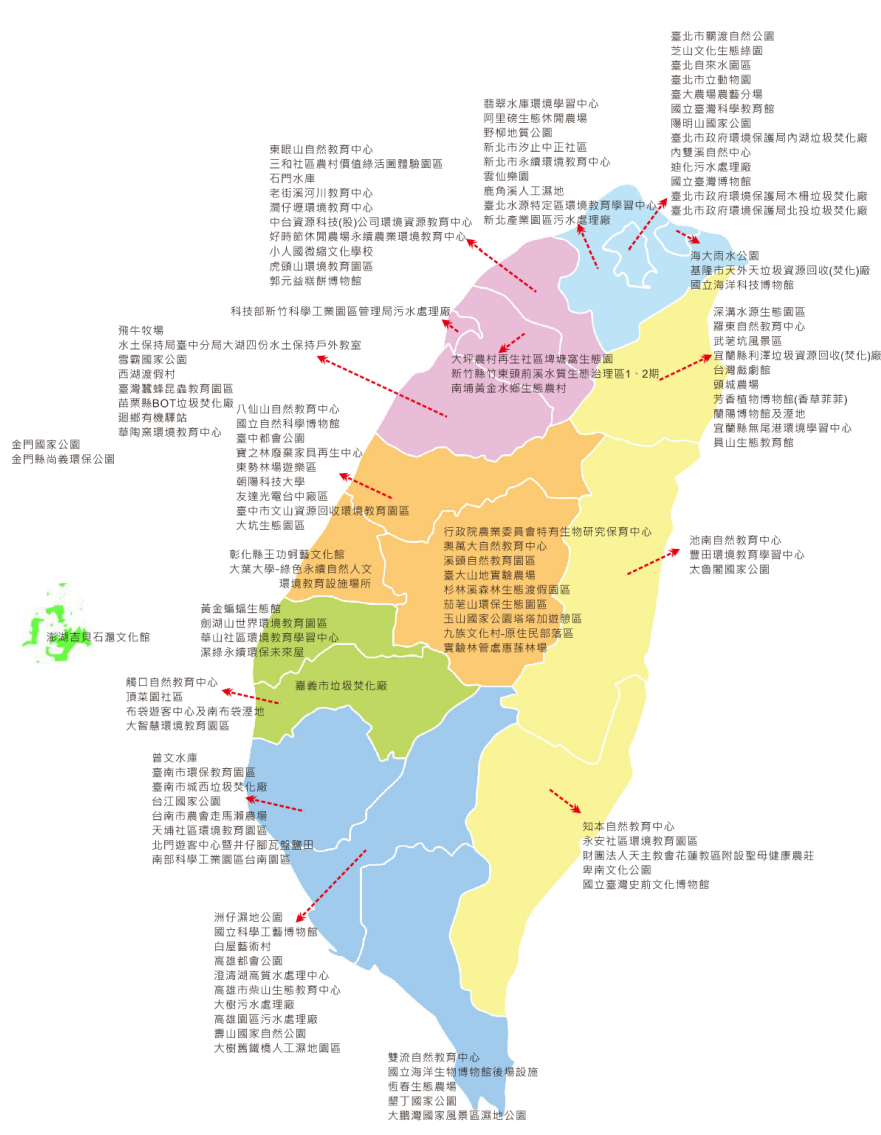 臺北市關渡自然公園
芝山文化生態綠園
臺北自來水園區
臺北市立動物園
臺大農場農藝分場
國立臺灣科學教育館
陽明山國家公園
臺北市政府環境保護局內湖垃圾焚化廠
內雙溪自然中心
迪化污水處理廠
國立臺灣博物館
臺北市政府環境保護局木柵垃圾焚化廠
臺北市政府環境保護局北投垃圾焚化廠
翡翠水庫環境學習中心
阿里磅生態休閒農場
野柳地質公園
新北市汐止中正社區
新北市永續環境教育中心
雲仙樂園
鹿角溪人工濕地
臺北水源特定區環境教育學習中心
新北產業園區污水處理廠
東眼山自然教育中心
三和社區農村價值綠活圈體驗園區
石門水庫
老街溪河川教育中心
澗仔壢環境教育中心
中台資源科技(股)公司環境資源教育中心
好時節休閒農場永續農業環境教育中心
小人國微縮文化學校
虎頭山環境教育園區
郭元益糕餅博物館
海大雨水公園
基隆市天外天垃圾資源回收(焚化)廠
國立海洋科技博物館
科技部新竹科學工業園區管理局污水處理廠
深溝水源生態園區
羅東自然教育中心
武荖坑風景區
宜蘭縣利澤垃圾資源回收(焚化)廠
台灣戲劇館
頭城農場
芳香植物博物館(香草菲菲)
蘭陽博物館及溼地
宜蘭縣無尾港環境學習中心
員山生態教育館
飛牛牧場
水土保持局臺中分局大湖四份水土保持戶外教室
雪霸國家公園
西湖渡假村
臺灣蠶蜂昆蟲教育園區
苗栗縣BOT垃圾焚化廠
迴鄉有機驛站
華陶窯環境教育中心
大坪農村再生社區埤塘窩生態園
新竹縣竹東頭前溪水質生態治理區1、2期
南埔黃金水鄉生態農村
八仙山自然教育中心
國立自然科學博物館
臺中都會公園
寶之林廢棄家具再生中心
東勢林場遊樂區
朝陽科技大學
友達光電台中廠區
臺中市文山資源回收環境教育園區
大坑生態園區
金門國家公園
金門縣尚義環保公園
行政院農業委員會特有生物研究保育中心
奧萬大自然教育中心
溪頭自然教育園區
臺大山地實驗農場
杉林溪森林生態渡假園區
茄荖山環保生態園區
玉山國家公園塔塔加遊憩區
九族文化村-原住民部落區
實驗林管處惠蓀林場
池南自然教育中心
豐田環境教育學習中心
太魯閣國家公園
彰化縣王功蚵藝文化館
大葉大學-綠色永續自然人文
環境教育設施場所
黃金蝙蝠生態館
劍湖山世界環境教育園區
華山社區環境教育學習中心
潔綠永續環保未來屋
澎湖吉貝石滬文化館
觸口自然教育中心
頂菜園社區
布袋遊客中心及南布袋溼地
大智慧環境教育園區
嘉義市垃圾焚化廠
曾文水庫
臺南市環保教育園區
臺南市城西垃圾焚化廠
台江國家公園
台南市農會走馬瀨農場
天埔社區環境教育園區
北門遊客中心暨井仔腳瓦盤鹽田
南部科學工業園區台南園區
知本自然教育中心
永安社區環境教育園區
財團法人天主教會花蓮教區附設聖母健康農莊
卑南文化公園
國立臺灣史前文化博物館
洲仔濕地公園
國立科學工藝博物館
白屋藝術村
高雄都會公園
澄清湖高質水處理中心
高雄市柴山生態教育中心
大樹污水處理廠
高雄園區污水處理廠
壽山國家自然公園
大樹舊鐵橋人工濕地園區
雙流自然教育中心
國立海洋生物博物館後場設施
恆春生態農場
墾丁國家公園
大鵬灣國家風景區濕地公園